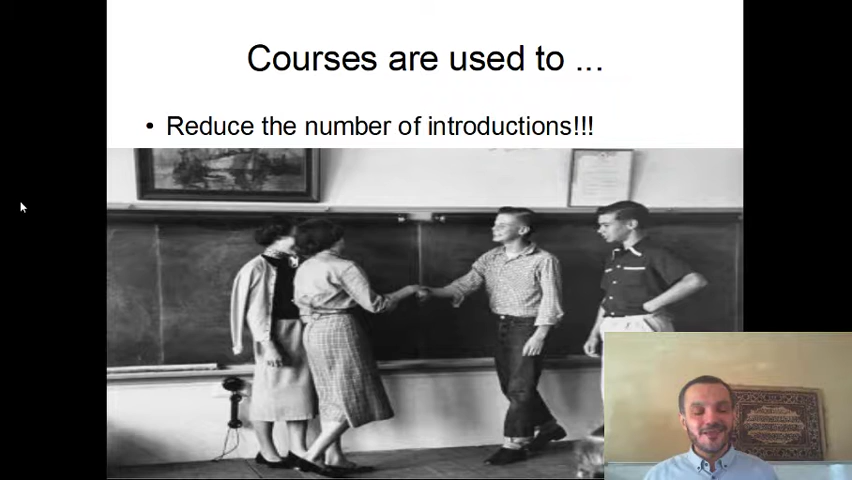 Courses are used to ...
• Reduce the number of introductions!!!